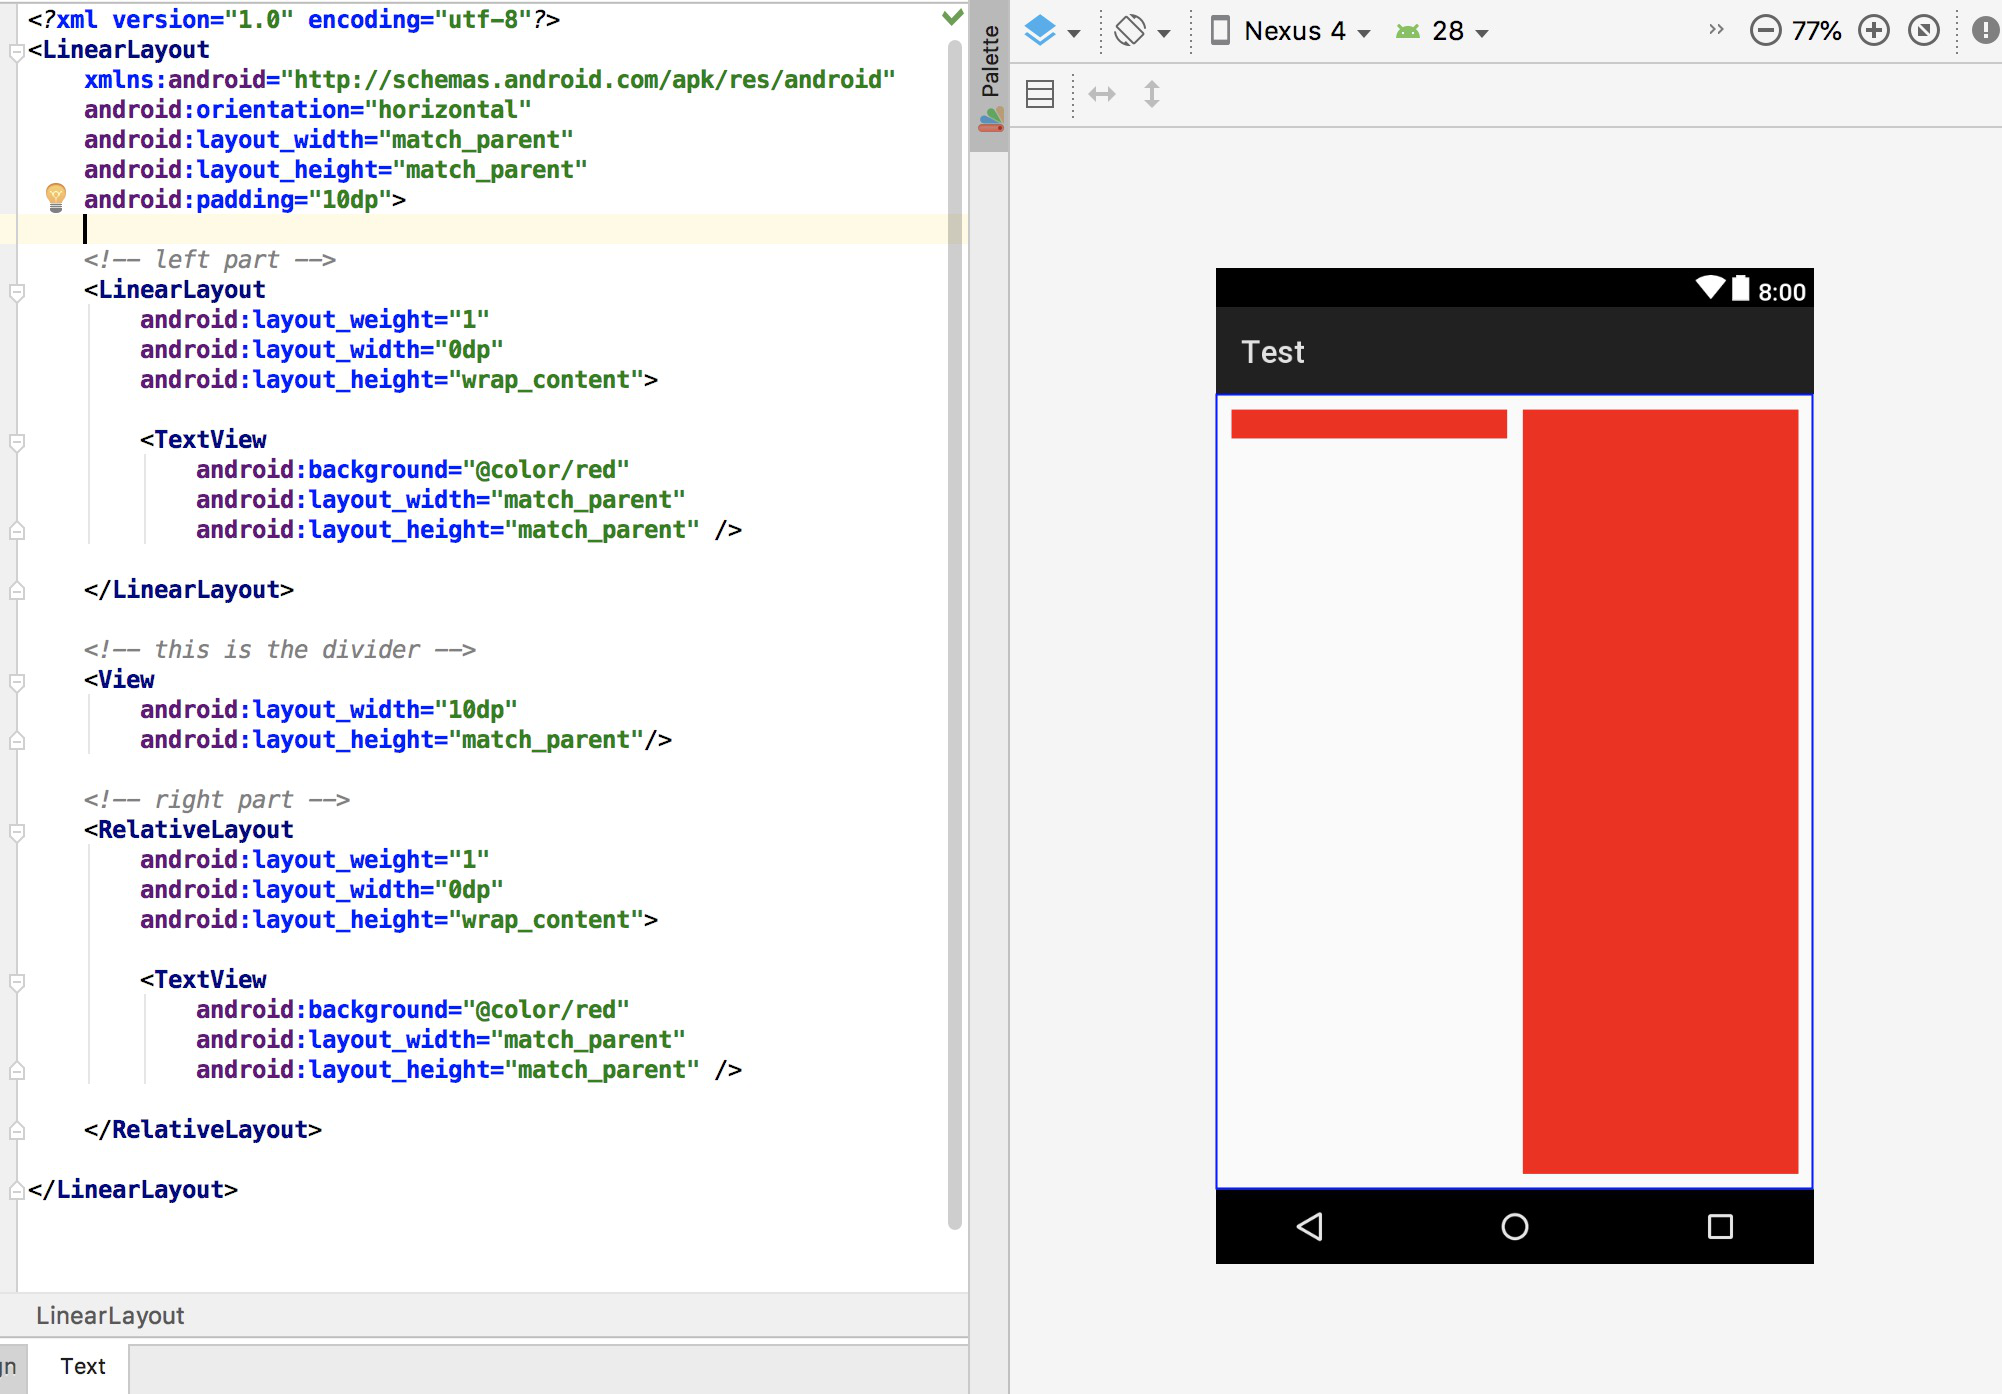 <?xml version="1.0" encoding="utf-8"?>
<LinearLayout
    xmlns:android="http://schemas.android.com/apk/res/android"
    android:orientation="horizontal"
    android:layout_width="match_parent"
    android:layout_height="match_parent"
    android:padding="10dp">

    <!-- left part -->
    <LinearLayout
        android:layout_weight="1"
        android:layout_width="0dp"
        android:layout_height="wrap_content">

        <TextView
            android:background="@color/red"
            android:layout_width="match_parent"
            android:layout_height="match_parent" />

    </LinearLayout>

    <!-- this is the divider -->
    <View
        android:layout_width="10dp"
        android:layout_height="match_parent"/>

    <!-- right part -->
    <RelativeLayout
        android:layout_weight="1"
        android:layout_width="0dp"
        android:layout_height="wrap_content">

        <TextView
            android:background="@color/red"
            android:layout_width="match_parent"
            android:layout_height="match_parent" />

    </RelativeLayout>

</LinearLayout>
LinearLayout
Text
Palette
Nexus 4 28 77%
8:00
Test